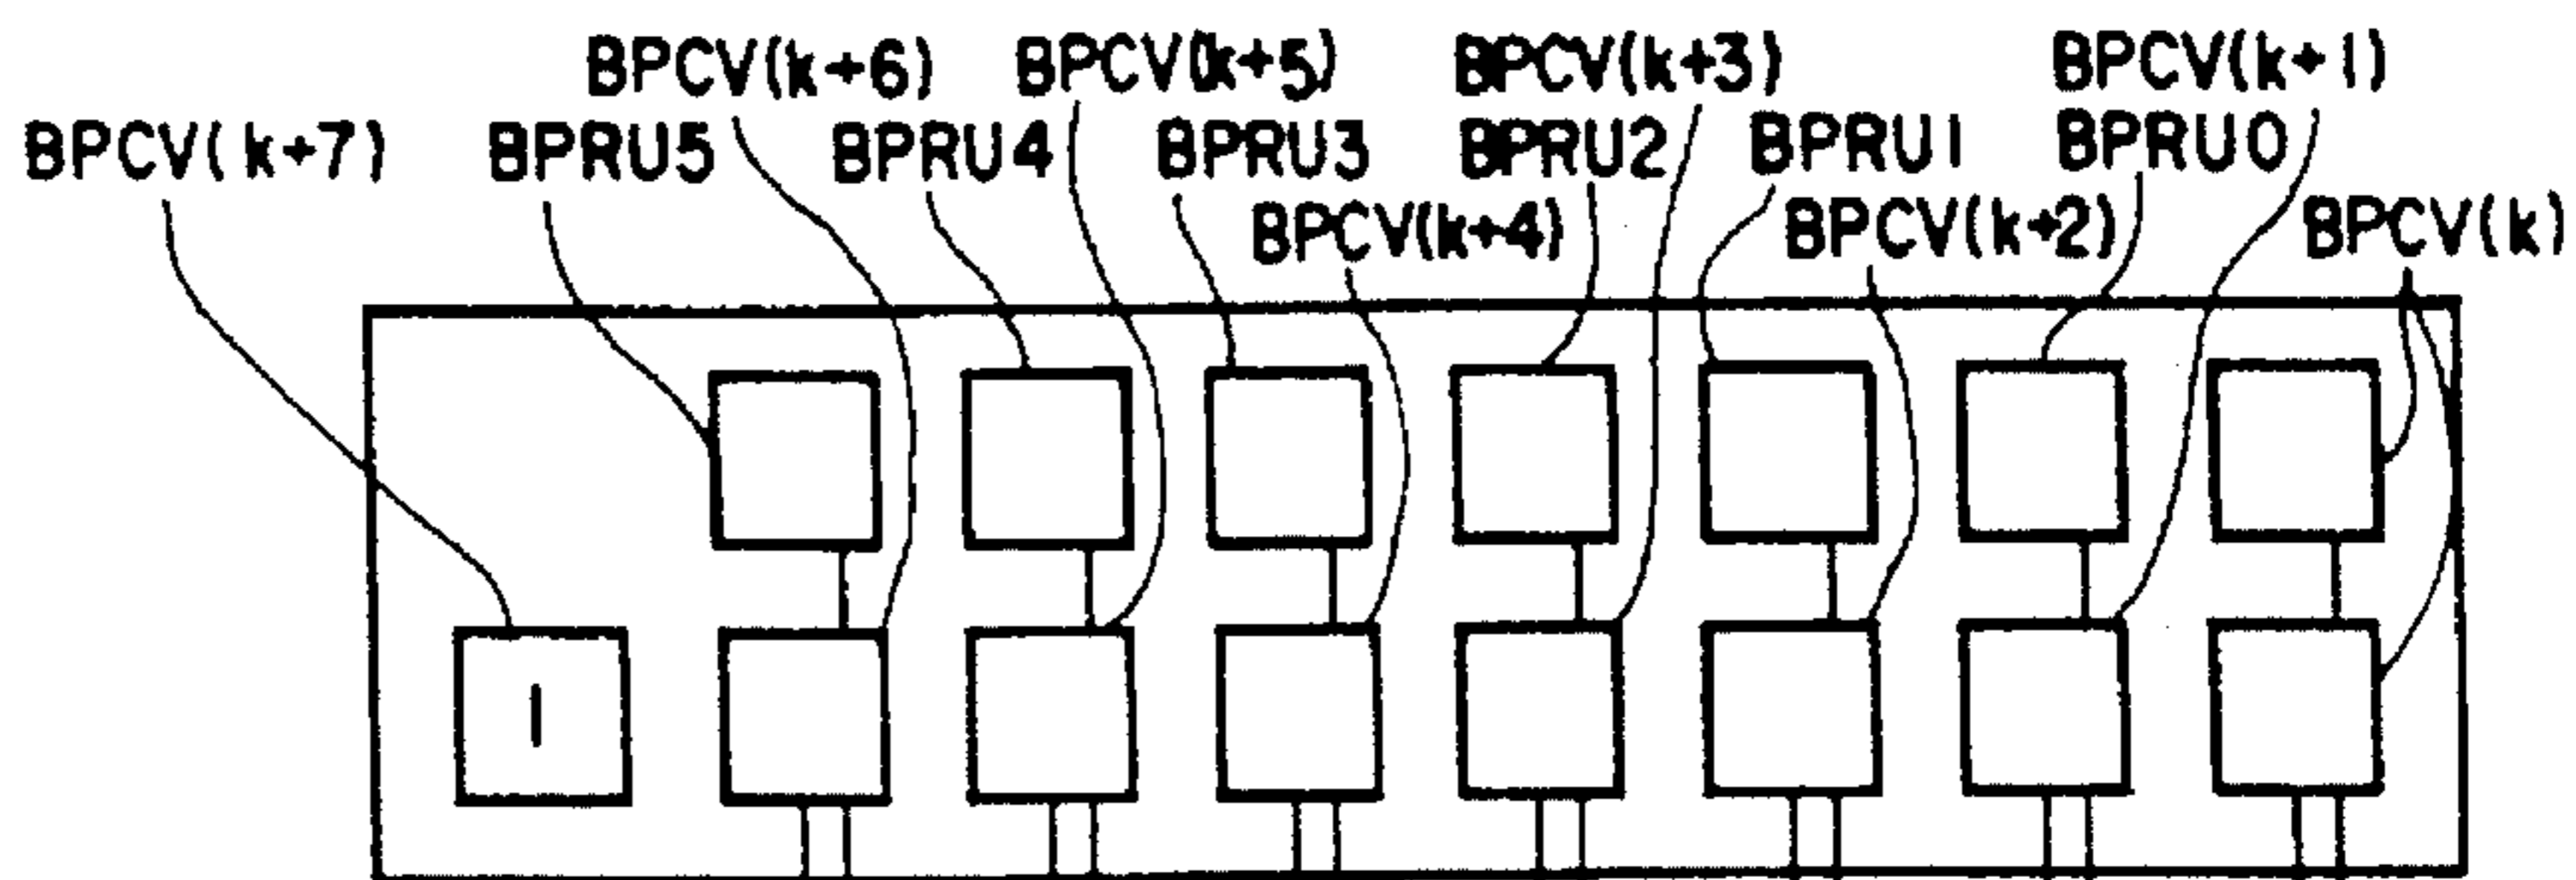 BPCV(k+6) BPCV(k+5) BPCV(k+3) BPCV(k+1)
BPCV(k+7) BPRU5 BPRU4 BPRU3 BPRU2 BPRU1 BPRU0
BPCV(k+4) BPCV(k+2) BPCV(k)
1